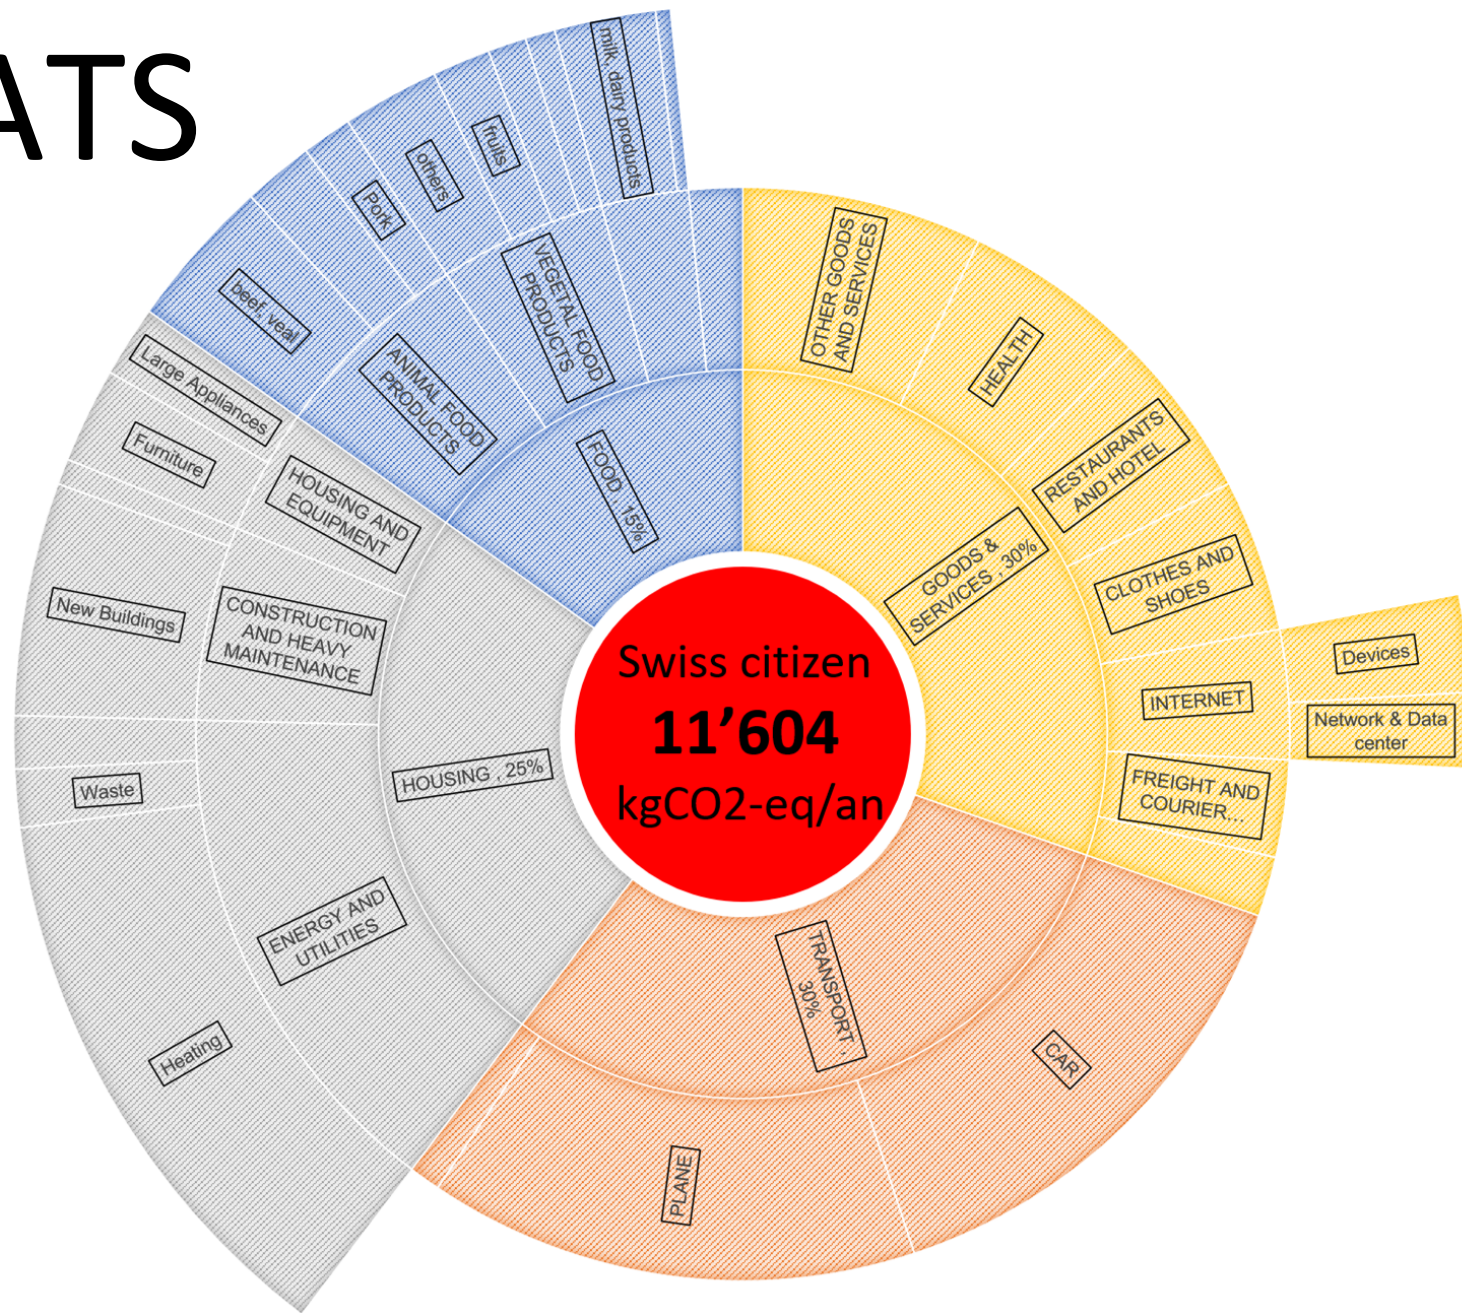 ATS
Swiss citizen
11’604
kgCO2-eq/an
GOODS &
SERVICES , 30%
OTHER GOODS
AND SERVICES
HEALTH
RESTAURANTS
AND HOTEL
CLOTHES AND
SHOES
INTERNET
Devices
Network & Data
center
FREIGHT AND
COURIER…
TRANSPORT ,
30%
CAR
PLANE
HOUSING , 25%
ENERGY AND
UTILITIES
Heating
Waste
CONSTRUCTION
AND HEAVY
MAINTENANCE
New Buildings
HOUSING AND
EQUIPMENT
Furniture
Large Appliances
FOOD , 15%
ANIMAL FOOD
PRODUCTS
beef, veal
Pork
others
VEGETAL FOOD
PRODUCTS
fruits
milk, dairy products